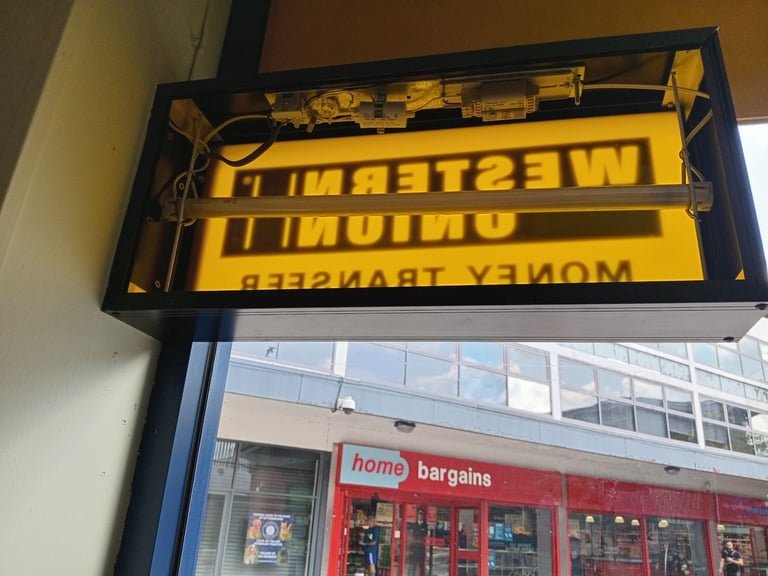 WESTERN
UNION
MONEY TRANSFER
home bargains